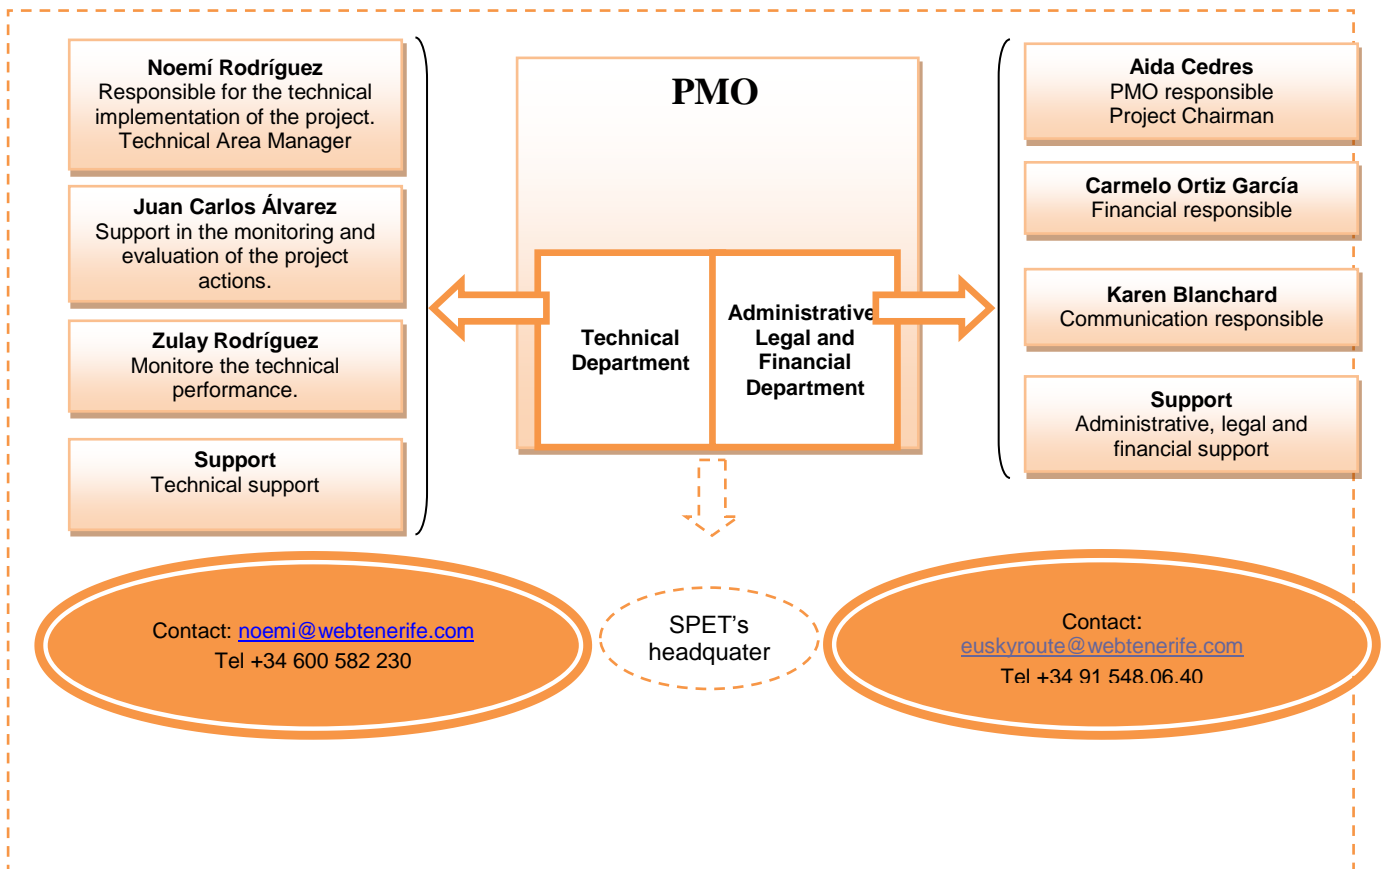 Noemí Rodríguez
Responsible for the technical
implementation of the project.
Technical Area Manager
Juan Carlos Álvarez
Support in the monitoring and
evaluation of the project
actions.
Zulay Rodríguez
Monitore the technical
performance.
Support
Technical support
PMO
Technical
Department
Administrative
Legal and
Financial
Department
Aida Cedres
PMO responsible
Project Chairman
Carmelo Ortiz García
Financial responsible
Karen Blanchard
Communication responsible
Support
Administrative, legal and
financial support
Contact: noemi@webtenerife.com
Tel +34 600 582 230
SPET’s
headquater
Contact:
euskyroute@webtenerife.com
Tel +34 91 548.06.40